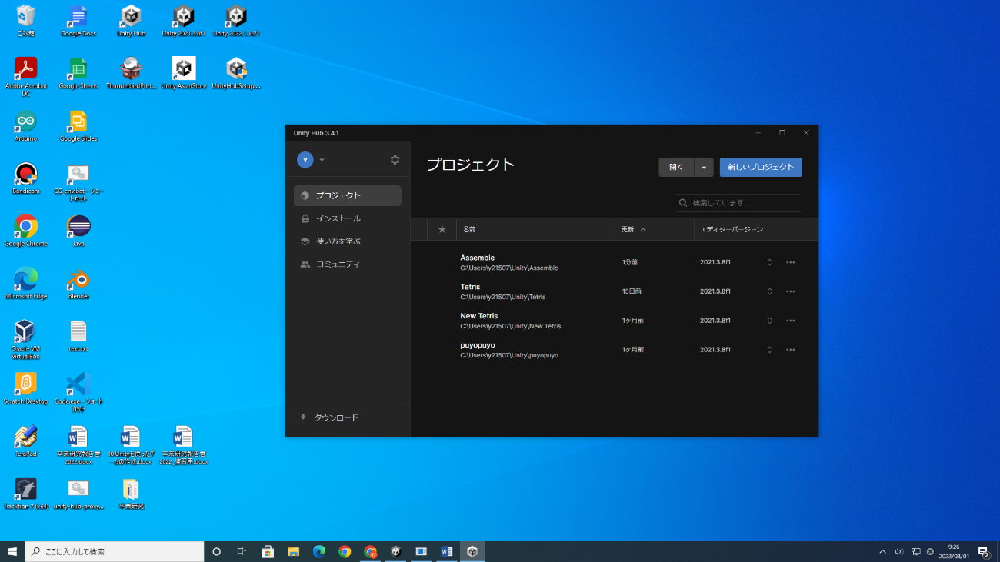 ごみ箱
Google Docs
Unity Hub
Unity 2021.3.8f1
Unity 2022.1.16f1
Adobe Acrobat
DC
Google Sheets
ThunderbirdPort...
Unity AssetStore
UnityHubSetup....
Arduino
Google Slides
Bandicam
CG_env.bat - ショー
トカット
Google Chrome
Java
Microsoft Edge
Blender
Oracle VM
VirtualBox
text.txt
Scratch Desktop
Code.exe - ショート
カット
TeraPad
卒業研究報告書
2022.docx
10 Unityを使ったゲ
ームの作成.docx
卒業研究報告書
2022_練習用.docx
Tracktion 7 (x64)
unity-hub-proxy...
卒業研究
Unity Hub 3.4.1
Y
プロジェクト
インストール
使い方を学ぶ
コミュニティ
ダウンロード
プロジェクト
開く
新しいプロジェクト
検索しています...
名前
更新
エディターバージョン
Assemble
C:\Users\y21507\Unity\Assemble
1分前
2021.3.8f1
Tetris
C:\Users\y21507\Unity\Tetris
15日前
2021.3.8f1
New Tetris
C:\Users\y21507\Unity\New Tetris
1ヶ月前
2021.3.8f1
puyopuyo
C:\Users\y21507\Unity\puyopuyo
1ヶ月前
2021.3.8f1
ここに入力して検索
9:26
2023/03/01
2